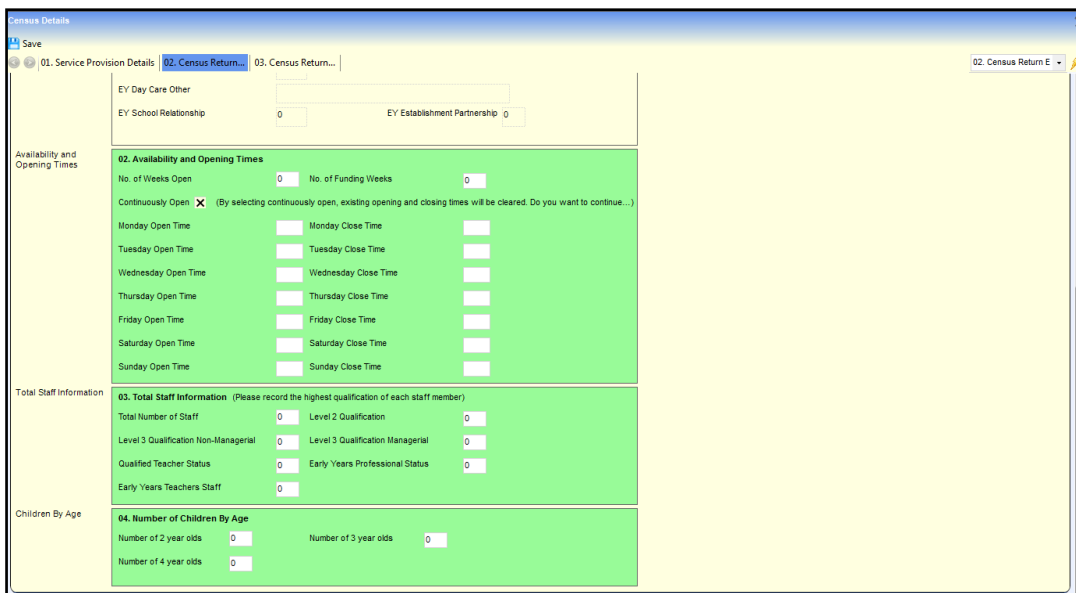 Census Details
Save
01. Service Provision Details 02. Census Return... 03. Census Return... 02. Census Return E
EY Day Care Other
EY School Relationship 0 EY Establishment Partnership 0
Availability and
Opening Times
02. Availability and Opening Times
No. of Weeks Open 0 No. of Funding Weeks 0
Continuously Open (By selecting continuously open, existing opening and closing times will be cleared. Do you want to continue...)
Monday Open Time Monday Close Time
Tuesday Open Time Tuesday Close Time
Wednesday Open Time Wednesday Close Time
Thursday Open Time Thursday Close Time
Friday Open Time Friday Close Time
Saturday Open Time Saturday Close Time
Sunday Open Time Sunday Close Time
Total Staff Information
03. Total Staff Information (Please record the highest qualification of each staff member)
Total Number of Staff 0 Level 2 Qualification 0
Level 3 Qualification Non-Managerial 0 Level 3 Qualification Managerial 0
Qualified Teacher Status 0 Early Years Professional Status 0
Early Years Teachers Staff 0
Children By Age
04. Number of Children By Age
Number of 2 year olds 0 Number of 3 year olds 0
Number of 4 year olds 0